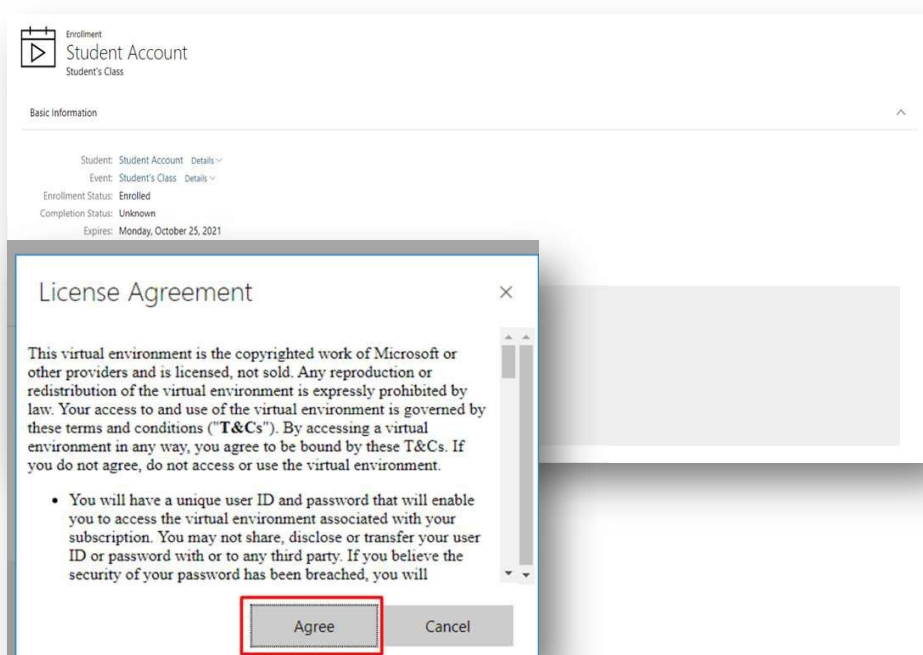 Enrollment
Student Account
Student's Class
Basic Information
Student: Student Account Details
Event: Student's Class Details
Enrollment Status: Enrolled
Completion Status: Unknown
Expires: Monday, October 25, 2021
License Agreement
This virtual environment is the copyrighted work of Microsoft or
other providers and is licensed, not sold. Any reproduction or
redistribution of the virtual environment is expressly prohibited by
law. Your access to and use of the virtual environment is governed by
these terms and conditions ("T&Cs"). By accessing a virtual
environment in any way, you agree to be bound by these T&Cs. If
you do not agree, do not access or use the virtual environment.
• You will have a unique user ID and password that will enable
you to access the virtual environment associated with your
subscription. You may not share, disclose or transfer your user
ID or password with or to any third party. If you believe the
security of your password has been breached, you will
Agree Cancel